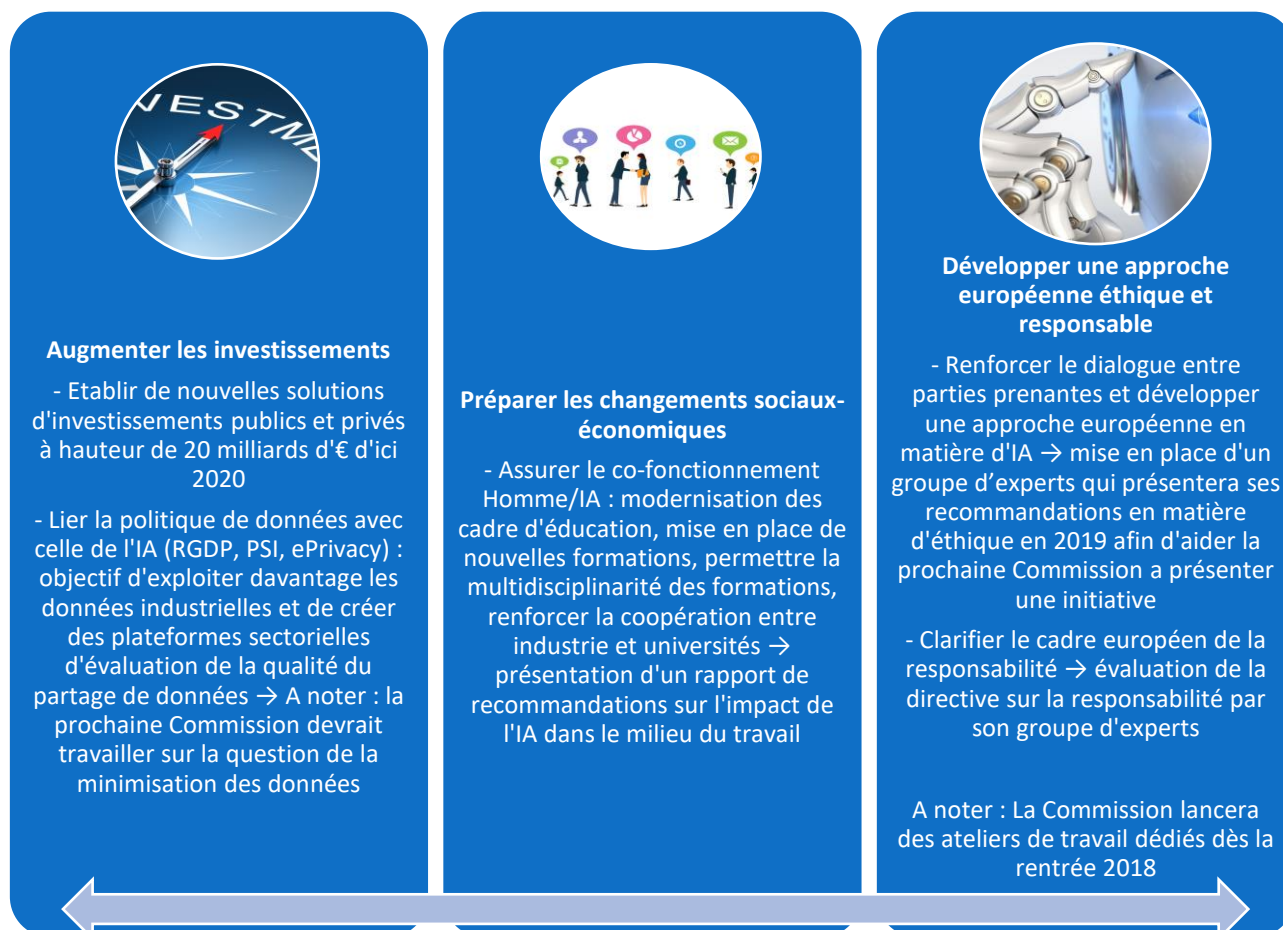 VESTME
Augmenter les investissements
- Etablir de nouvelles solutions
d'investissements publics et privés
à hauteur de 20 milliards d'€ d'ici
2020
- Lier la politique de données avec
celle de l'IA (RGDP, PSI, ePrivacy) :
objectif d'exploiter davantage les
données industrielles et de créer
des plateformes sectorielles
d'évaluation de la qualité du
partage de données → A noter : la
prochaine Commission devrait
travailler sur la question de la
minimisation des données
Préparer les changements sociaux-
économiques
- Assurer le co-fonctionnement
Homme/IA : modernisation des
cadre d'éducation, mise en place de
nouvelles formations, permettre la
multidisciplinarité des formations,
renforcer la coopération entre
industrie et universités →
présentation d'un rapport de
recommandations sur l'impact de
l'IA dans le milieu du travail
Développer une approche
européenne éthique et
responsable
- Renforcer le dialogue entre
parties prenantes et développer
une approche européenne en
matière d'IA → mise en place d'un
groupe d’experts qui présentera ses
recommandations en matière
d'éthique en 2019 afin d'aider la
prochaine Commission a présenter
une initiative
- Clarifier le cadre européen de la
responsabilité → évaluation de la
directive sur la responsabilité par
son groupe d'experts
A noter : La Commission lancera
des ateliers de travail dédiés dès la
rentrée 2018